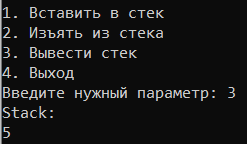 1. Вставить в стек
2. Изъять из стека
3. Вывести стек
4. Выход
Введите нужный параметр: 3
Stack:
5